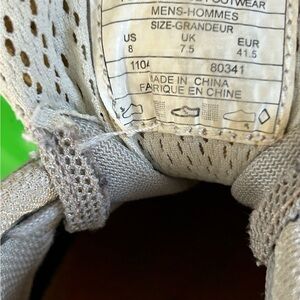 FOOTWEAR
MENS-HOMMES
SIZE-GRANDEUR
US UK EUR
8 7.5 41.5
1104 80341
MADE IN CHINA
FABRIQUE EN CHINE